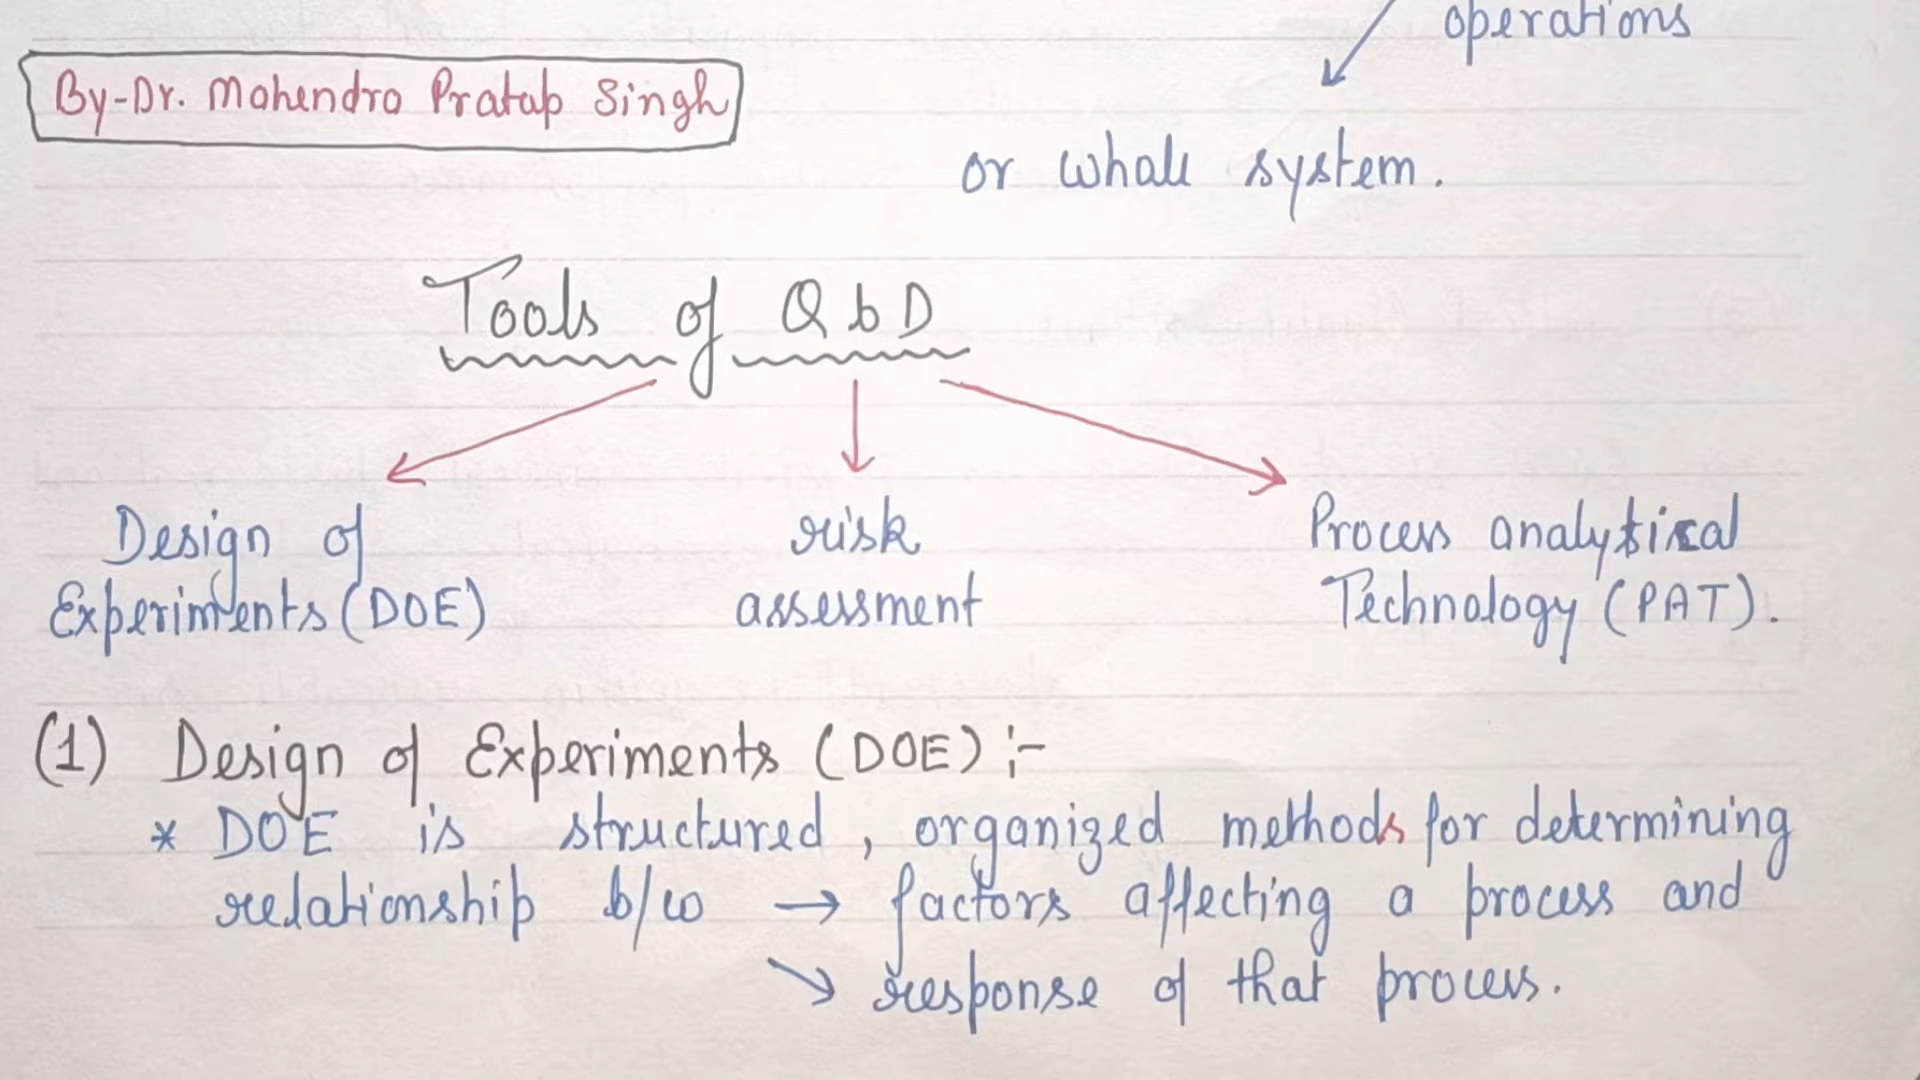 operations
By-Dr. Mahendra Pratap Singh
or whole system.
Tools of QbD
Design of
Experiments (DOE)
risk
assessment
Process analytical
Technology (PAT).
(1) Design of Experiments (DOE) :-
* DOE is structured, organized methods for determining
relationship b/w → factors affecting a process and
↘ response of that process.